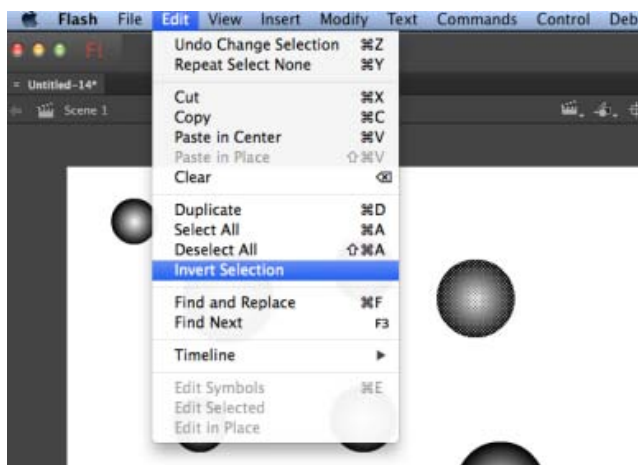 Flash File Edit View Insert Modify Text Commands Control Deb
FL
Untitled-14*
Scene 1
Undo Change Selection ⌘Z
Repeat Select None ⌘Y
Cut ⌘X
Copy ⌘C
Paste in Center ⌘V
Paste in Place ⇧⌘V
Clear ⌫
Duplicate ⌘D
Select All ⌘A
Deselect All ⇧⌘A
Invert Selection
Find and Replace ⌘F
Find Next F3
Timeline ▶
Edit Symbols ⌘E
Edit Selected
Edit in Place